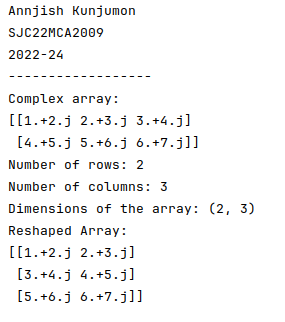 Annjish Kunjumon
SJC22MCA2009
2022-24
------------------
Complex array:
[[1.+2.j 2.+3.j 3.+4.j]
 [4.+5.j 5.+6.j 6.+7.j]]
Number of rows: 2
Number of columns: 3
Dimensions of the array: (2, 3)
Reshaped Array:
[[1.+2.j 2.+3.j]
 [3.+4.j 4.+5.j]
 [5.+6.j 6.+7.j]]